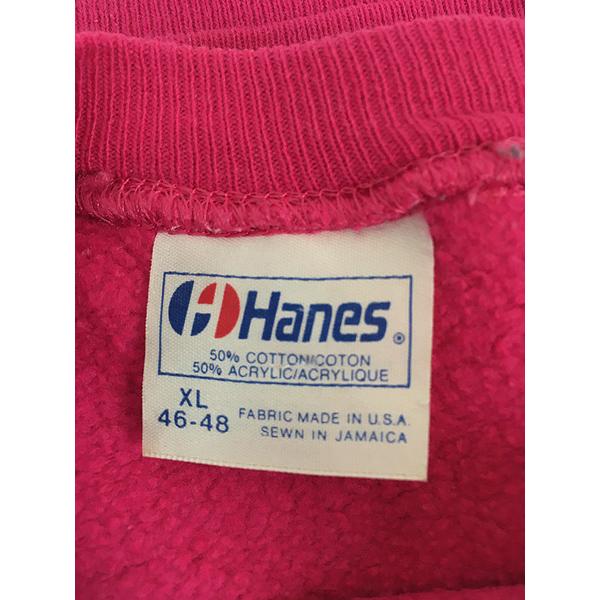 Hanes®
50% COTTON/COTON
50% ACRYLIC/ACRYLIQUE
XL
46-48
FABRIC MADE IN U.S.A.
SEWN IN JAMAICA